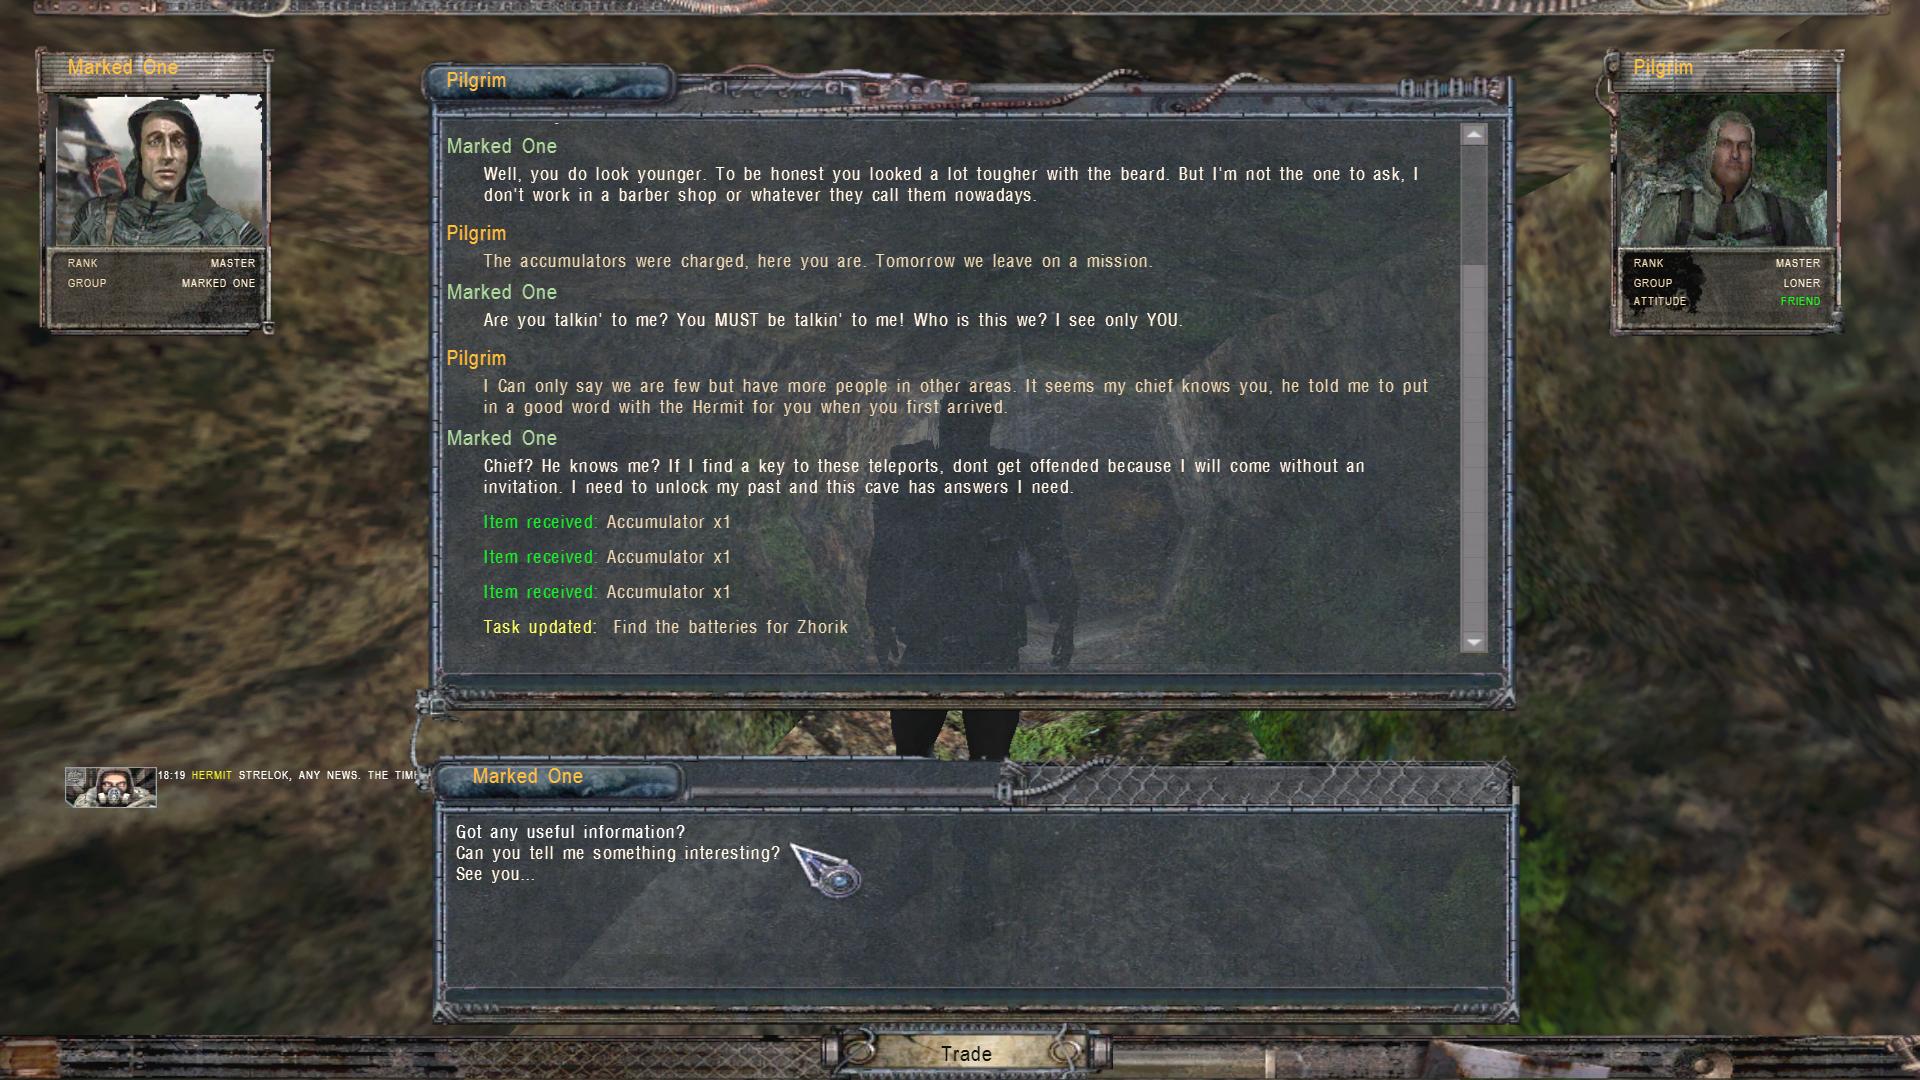 Marked One
RANK MASTER
GROUP MARKED ONE
Pilgrim
Marked One
Well, you do look younger. To be honest you looked a lot tougher with the beard. But I'm not the one to ask, I
don't work in a barber shop or whatever they call them nowadays.
Pilgrim
The accumulators were charged, here you are. Tomorrow we leave on a mission.
Marked One
Are you talkin' to me? You MUST be talkin' to me! Who is this we? I see only YOU.
Pilgrim
I Can only say we are few but have more people in other areas. It seems my chief knows you, he told me to put
in a good word with the Hermit for you when you first arrived.
Marked One
Chief? He knows me? If I find a key to these teleports, dont get offended because I will come without an
invitation. I need to unlock my past and this cave has answers I need.
Item received: Accumulator x1
Item received: Accumulator x1
Item received: Accumulator x1
Task updated: Find the batteries for Zhorik
Pilgrim
RANK MASTER
GROUP LONER
ATTITUDE FRIEND
18:19 HERMIT STRELOK, ANY NEWS. THE
Marked One
Got any useful information?
Can you tell me something interesting?
See you...
Trade